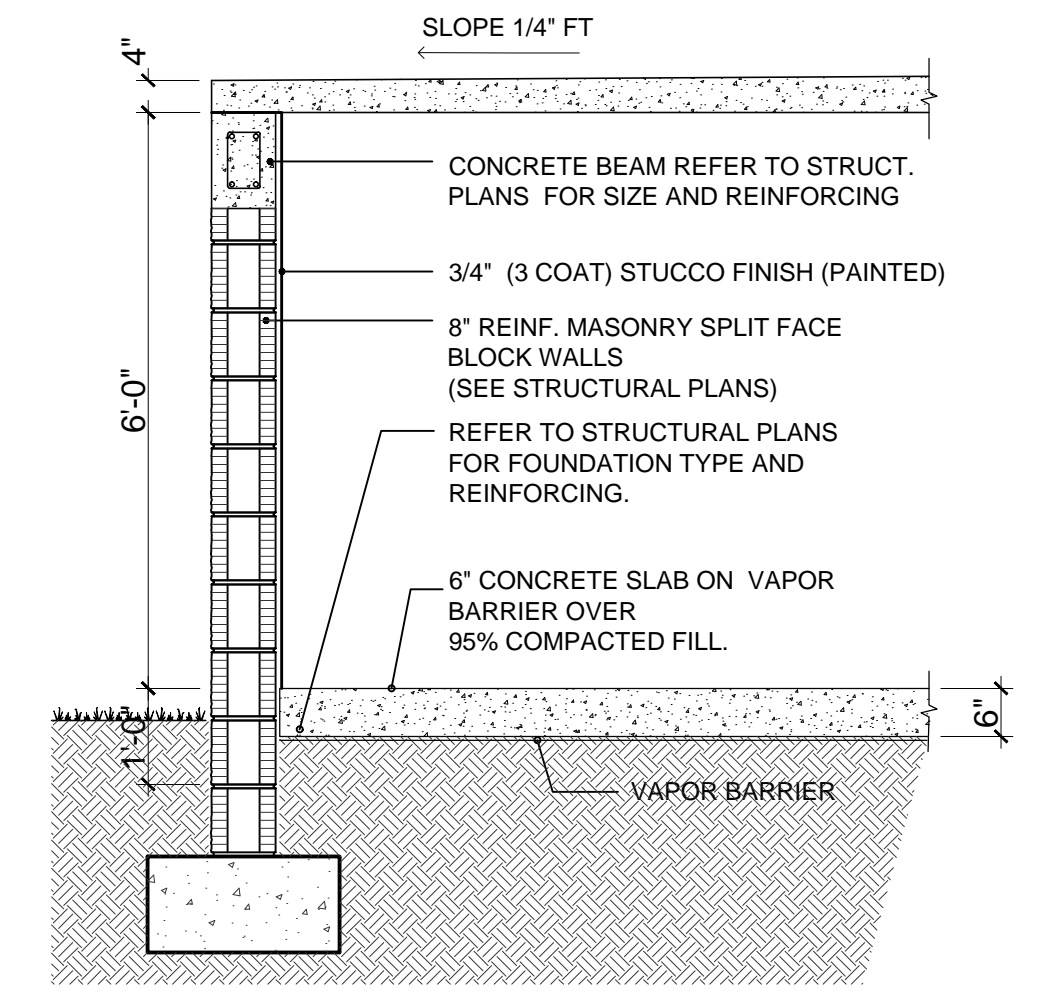 SLOPE 1/4" FT
4"
CONCRETE BEAM REFER TO STRUCT.
PLANS FOR SIZE AND REINFORCING
3/4" (3 COAT) STUCCO FINISH (PAINTED)
8" REINF. MASONRY SPLIT FACE
BLOCK WALLS
(SEE STRUCTURAL PLANS)
6'-0"
REFER TO STRUCTURAL PLANS
FOR FOUNDATION TYPE AND
REINFORCING.
6" CONCRETE SLAB ON VAPOR
BARRIER OVER
95% COMPACTED FILL.
6"
VAPOR BARRIER